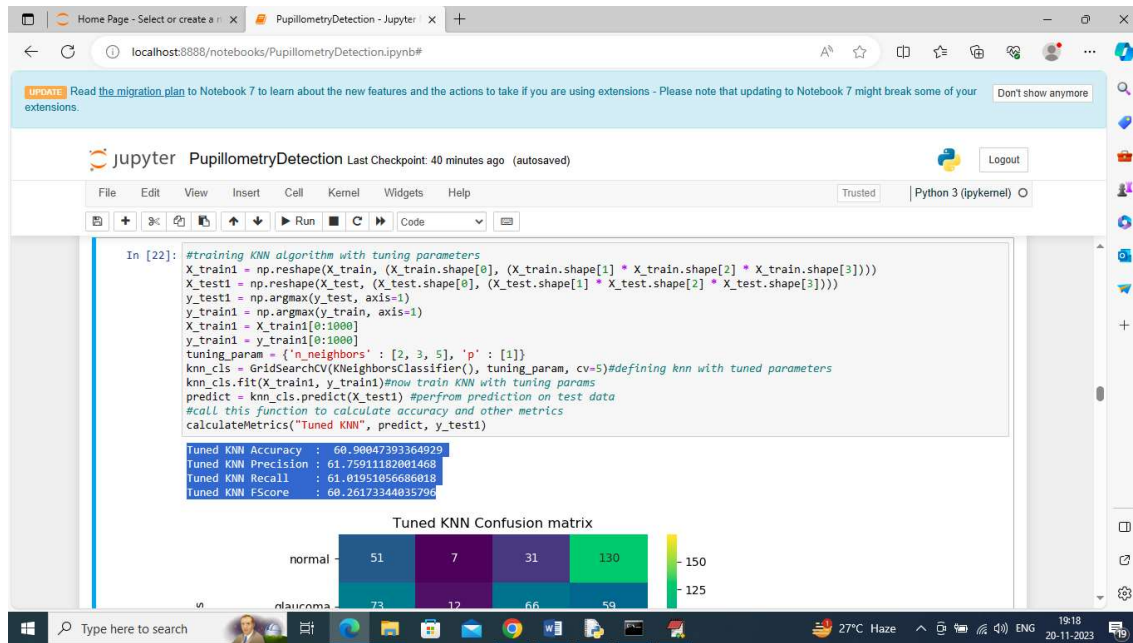 Home Page - Select or create a n
PupillometryDetection - Jupyter
localhost:8888/notebooks/PupillometryDetection.ipynb#
UPDATE Read the migration plan to Notebook 7 to learn about the new features and the actions to take if you are using extensions - Please note that updating to Notebook 7 might break some of your
extensions.
Don't show anymore
jupyter PupillometryDetection Last Checkpoint: 40 minutes ago (autosaved)
Logout
File Edit View Insert Cell Kernel Widgets Help
Trusted
Python 3 (ipykernel)
Run
Code
In [22]: #training KNN algorithm with tuning parameters
X_train1 = np.reshape(X_train, (X_train.shape[0], (X_train.shape[1] * X_train.shape[2] * X_train.shape[3])))
X_test1 = np.reshape(X_test, (X_test.shape[0], (X_test.shape[1] * X_test.shape[2] * X_test.shape[3])))
y_test1 = np.argmax(y_test, axis=1)
y_train1 = np.argmax(y_train, axis=1)
X_train1 = X_train1[0:1000]
y_train1 = y_train1[0:1000]
tuning_param = {'n_neighbors' : [2, 3, 5], 'p' : [1]}
knn_cls = GridSearchCV(KNeighborsClassifier(), tuning_param, cv=5)#defining knn with tuned parameters
knn_cls.fit(X_train1, y_train1)#now train KNN with tuning params
predict = knn_cls.predict(X_test1) #perfrom prediction on test data
#call this function to calculate accuracy and other metrics
calculateMetrics("Tuned KNN", predict, y_test1)
Tuned KNN Accuracy : 60.90047393364929
Tuned KNN Precision : 61.75911182001468
Tuned KNN Recall : 61.01951056686018
Tuned KNN FScore : 60.26173344035796
Tuned KNN Confusion matrix
normal 51 7 31 130
150
125
glaucoma 73 12 66 59
Type here to search
27°C Haze
ENG
19:18
20-11-2023